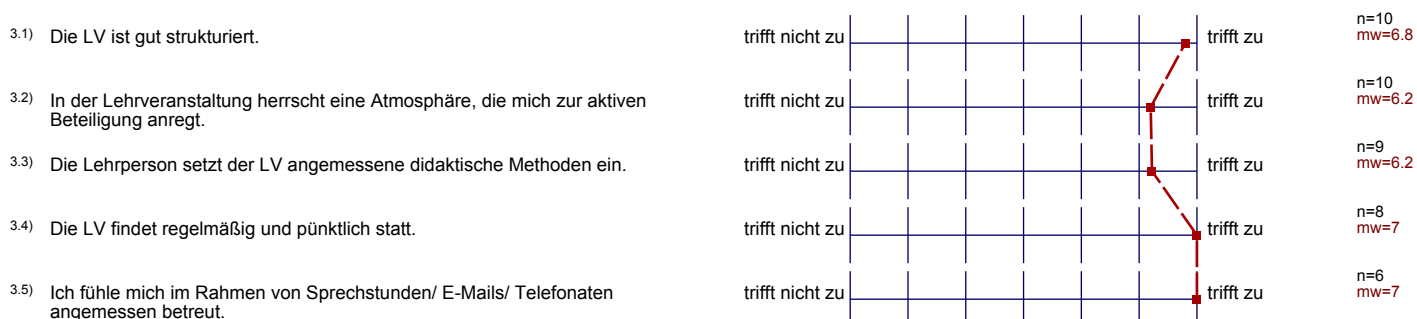 3.1) Die LV ist gut strukturiert. trifft nicht zu trifft zu n=10
mw=6.8
3.2) In der Lehrveranstaltung herrscht eine Atmosphäre, die mich zur aktiven
Beteiligung anregt. trifft nicht zu trifft zu n=10
mw=6.2
3.3) Die Lehrperson setzt der LV angemessene didaktische Methoden ein. trifft nicht zu trifft zu n=9
mw=6.2
3.4) Die LV findet regelmäßig und pünktlich statt. trifft nicht zu trifft zu n=8
mw=7
3.5) Ich fühle mich im Rahmen von Sprechstunden/ E-Mails/ Telefonaten
angemessen betreut. trifft nicht zu trifft zu n=6
mw=7